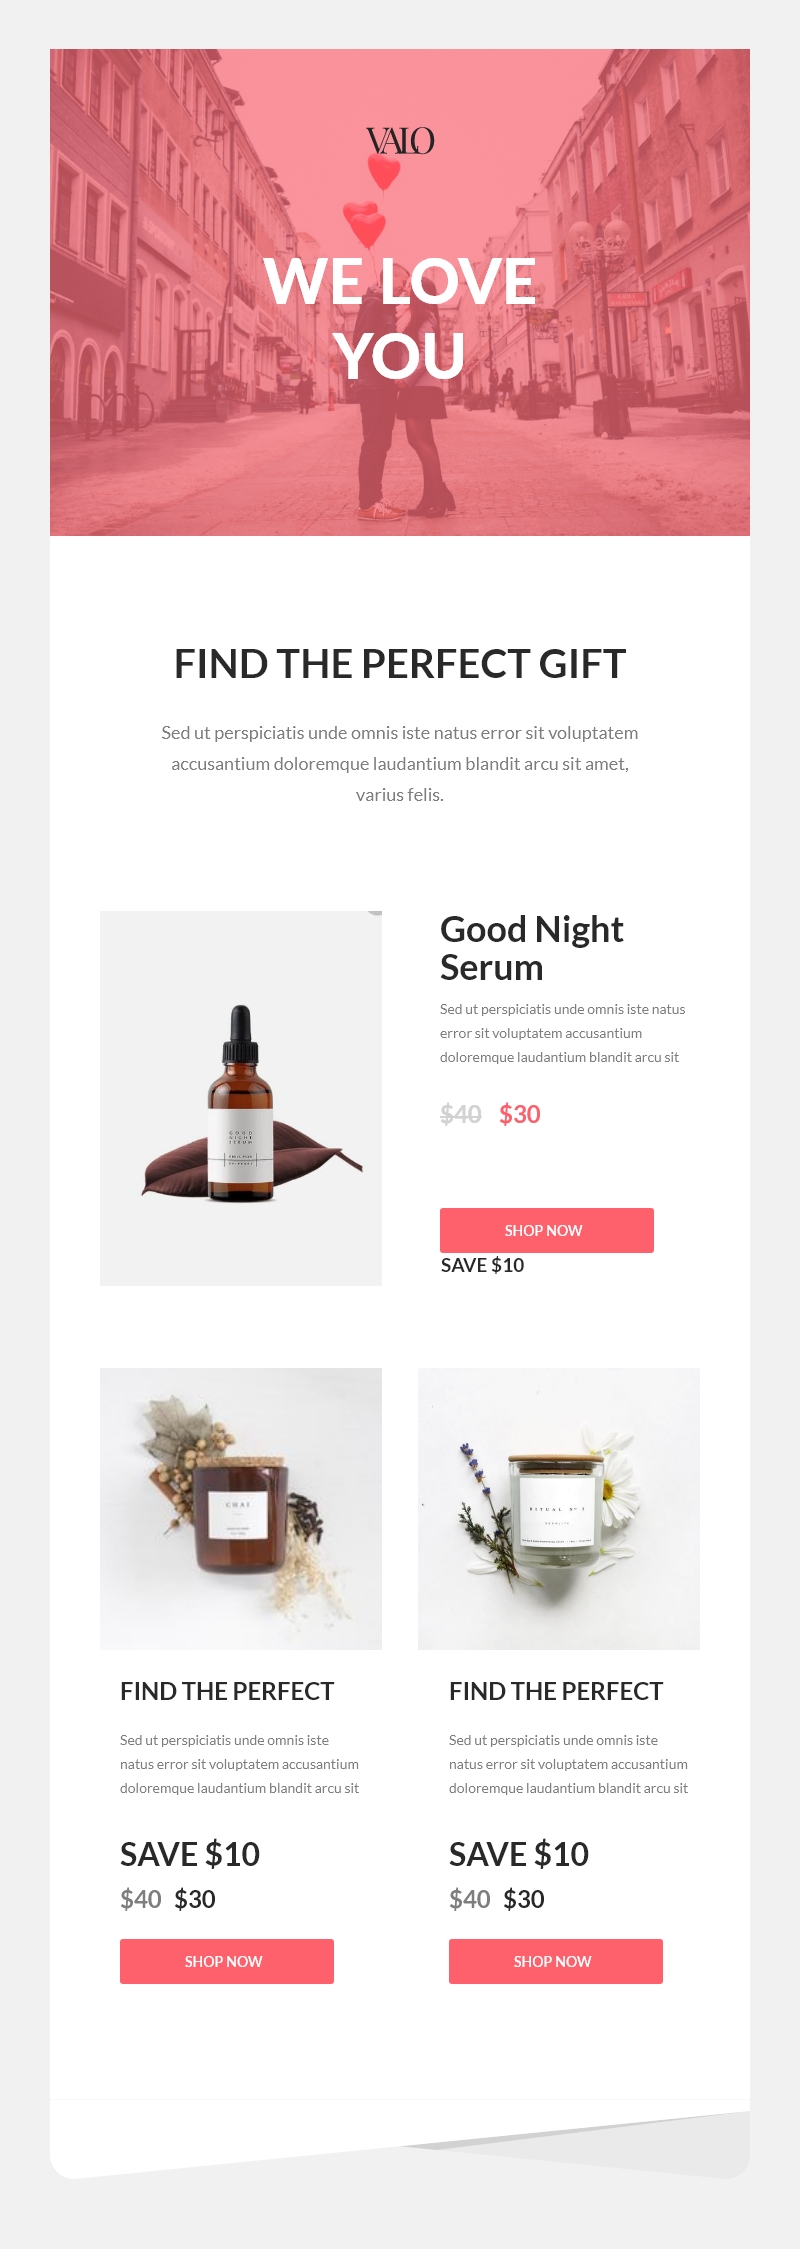 VALO
WE LOVE
YOU
FIND THE PERFECT GIFT
Sed ut perspiciatis unde omnis iste natus error sit voluptatem
accusantium doloremque laudantium blandit arcu sit amet,
varius felis.
Good Night
Serum
Sed ut perspiciatis unde omnis iste natus
error sit voluptatem accusantium
doloremque laudantium blandit arcu sit
$40 $30
SHOP NOW
SAVE $10
GOOD
NIGHT
SERUM
CHAI
RITUAL Nº
FIND THE PERFECT
Sed ut perspiciatis unde omnis iste
natus error sit voluptatem accusantium
doloremque laudantium blandit arcu sit
SAVE $10
$40 $30
SHOP NOW
FIND THE PERFECT
Sed ut perspiciatis unde omnis iste
natus error sit voluptatem accusantium
doloremque laudantium blandit arcu sit
SAVE $10
$40 $30
SHOP NOW